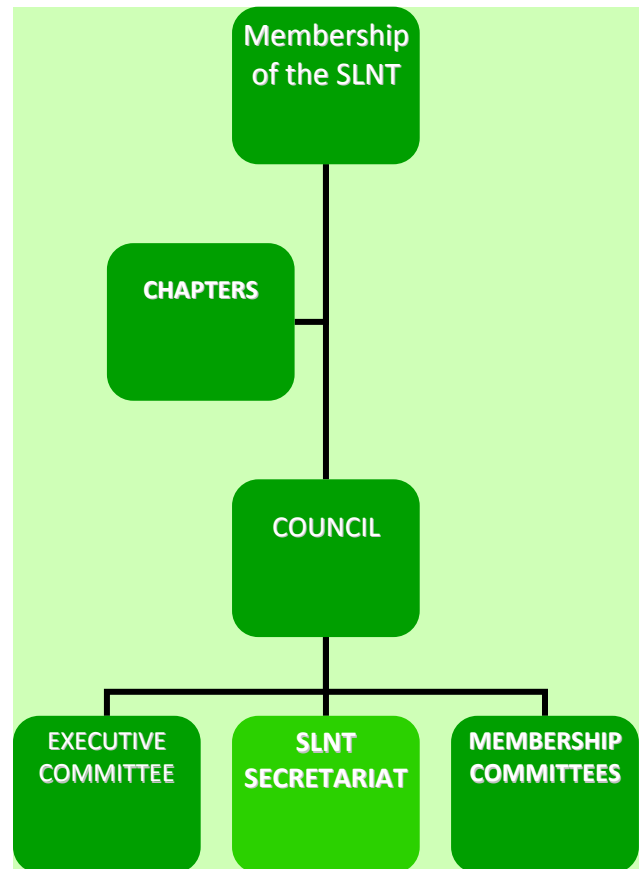 Membership
of the SLNT
CHAPTERS
COUNCIL
EXECUTIVE
COMMITTEE
SLNT
SECRETARIAT
MEMBERSHIP
COMMITTEES